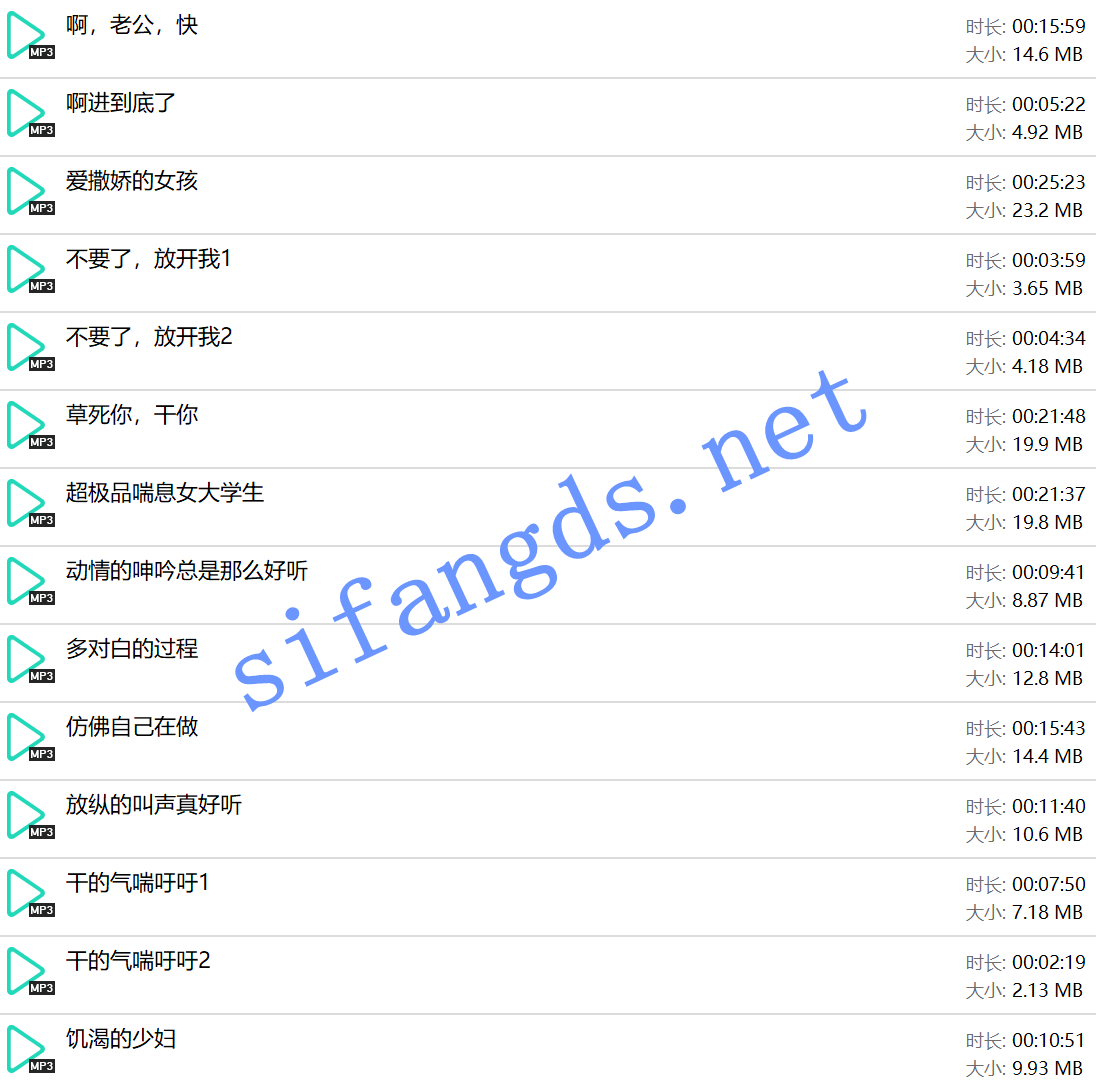 啊，老公，快
时长: 00:15:59
MP3
大小: 14.6 MB
啊进到底了
时长: 00:05:22
MP3
大小: 4.92 MB
爱撒娇的女孩
时长: 00:25:23
MP3
大小: 23.2 MB
不要了，放开我1
时长: 00:03:59
MP3
大小: 3.65 MB
不要了，放开我2
时长: 00:04:34
MP3
大小: 4.18 MB
草死你，干你
时长: 00:21:48
MP3
大小: 19.9 MB
超极品喘息女大学生
时长: 00:21:37
MP3
大小: 19.8 MB
动情的呻吟总是那么好听
时长: 00:09:41
MP3
大小: 8.87 MB
多对白的过程
时长: 00:14:01
MP3
大小: 12.8 MB
仿佛自己在做
时长: 00:15:43
MP3
大小: 14.4 MB
放纵的叫声真好听
时长: 00:11:40
MP3
大小: 10.6 MB
干的气喘吁吁1
时长: 00:07:50
MP3
大小: 7.18 MB
干的气喘吁吁2
时长: 00:02:19
MP3
大小: 2.13 MB
饥渴的少妇
时长: 00:10:51
MP3
大小: 9.93 MB
sifangds.net